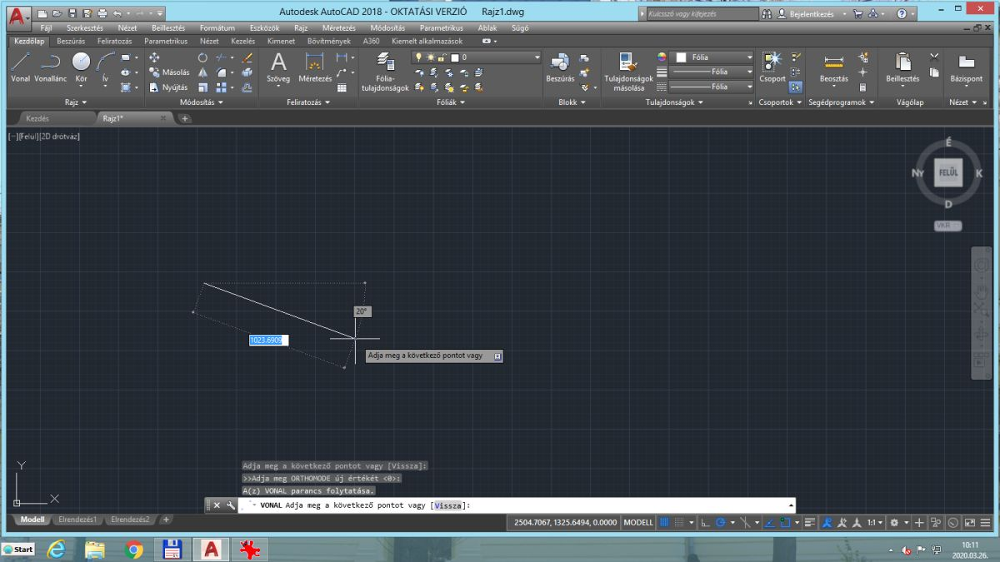 Autodesk AutoCAD 2018 - OKTATÁSI VERZIÓ Rajz1.dwg
Kulcsszó vagy kifejezés
Bejelentkezés
Fájl Szerkesztés Nézet Beillesztés Formátum Eszközök Rajz Méretezés Módosítás Parametrikus Ablak Súgó
Kezdőlap Beszúrás Feliratozás Parametrikus Nézet Kezelés Kimenet Bővítmények A360 Kiemelt alkalmazások
Vonal Vonallánc Kör Ív
Másolás
Nyújtás
Szöveg Méretezés
Fólia-
tulajdonságok
0
Beszúrás
Tulajdonságok
másolása
Fólia
Fólia
Fólia
Csoport
Beosztás
Beillesztés
Bázispont
Rajz Módosítás Feliratozás Fóliák Blokk Tulajdonságok Csoportok Segédprogramok Vágólap Nézet
Kezdés Rajz1*
[−][Felül][2D drótváz]
É
Ny FELÜL K
D
VKR
20°
1023.6909
Adja meg a következő pontot vagy
Adja meg a következő pontot vagy [Vissza]:
>>Adja meg ORTHOMODE új értékét <0>:
A(z) VONAL parancs folytatása.
Y
X
VONAL Adja meg a következő pontot vagy [Vissza]:
Modell Elrendezés1 Elrendezés2 +
2504.7067, 1325.6494, 0.0000 MODELL
1:1
Start
10:11
2020.03.26.